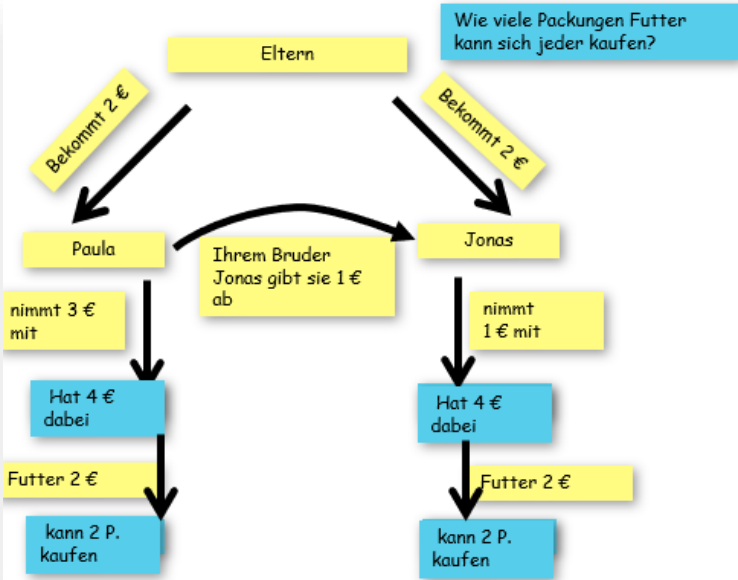 Wie viele Packungen Futter
kann sich jeder kaufen?
Eltern
Bekommt 2 €
Bekommt 2 €
Paula
Ihrem Bruder
Jonas gibt sie 1 €
ab
Jonas
nimmt 3 €
mit
nimmt
1 € mit
Hat 4 €
dabei
Hat 4 €
dabei
Futter 2 €
Futter 2 €
kann 2 P.
kaufen
kann 2 P.
kaufen